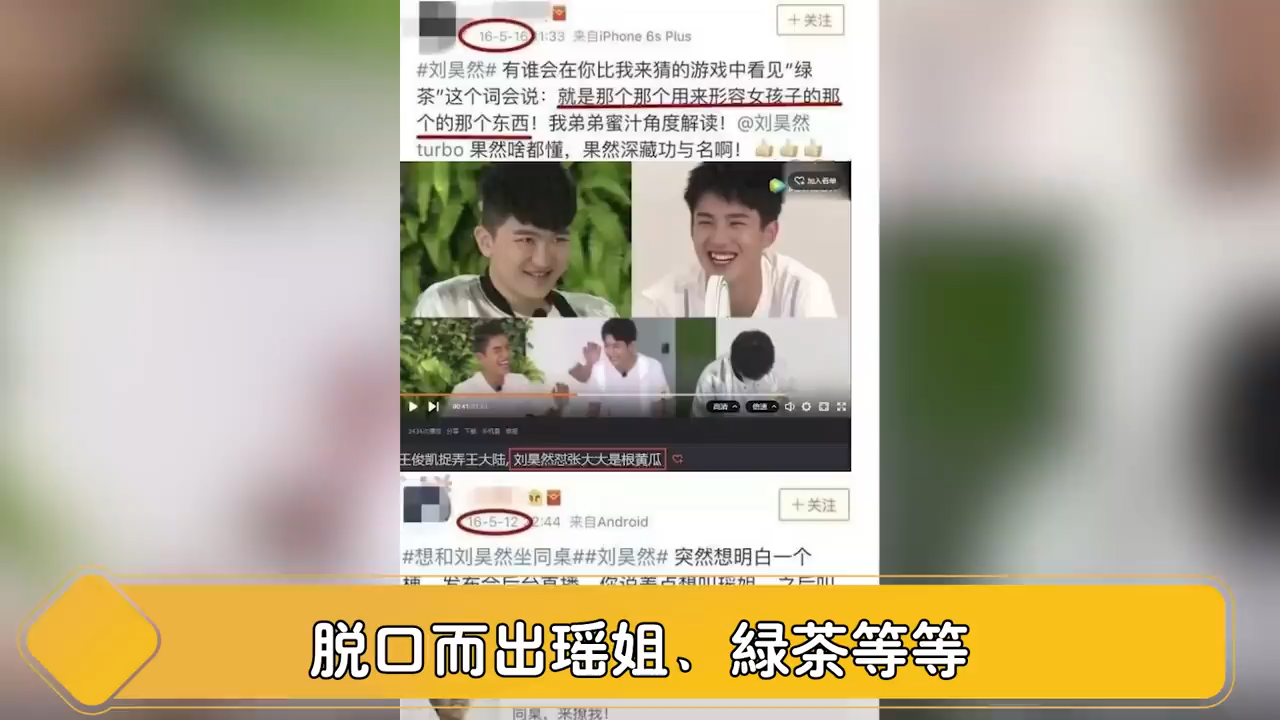 +关注
16-5-16 11:33 来自iPhone 6s Plus
#刘昊然# 有谁会在你比我来猜的游戏中看见“绿
茶”这个词会说：就是那个那个用来形容女孩子的那
个的那个东西！我弟弟蜜汁角度解读！@刘昊然
turbo 果然啥都懂，果然深藏功与名啊！
加入看单
高清 倍速
王俊凯捉弄王大陆,刘昊然怼张大大是根黄瓜
+关注
16-5-12 22:44 来自Android
#想和刘昊然坐同桌##刘昊然# 突然想明白一个
脱口而出瑶姐、緑茶等等
同桌，来撩我！